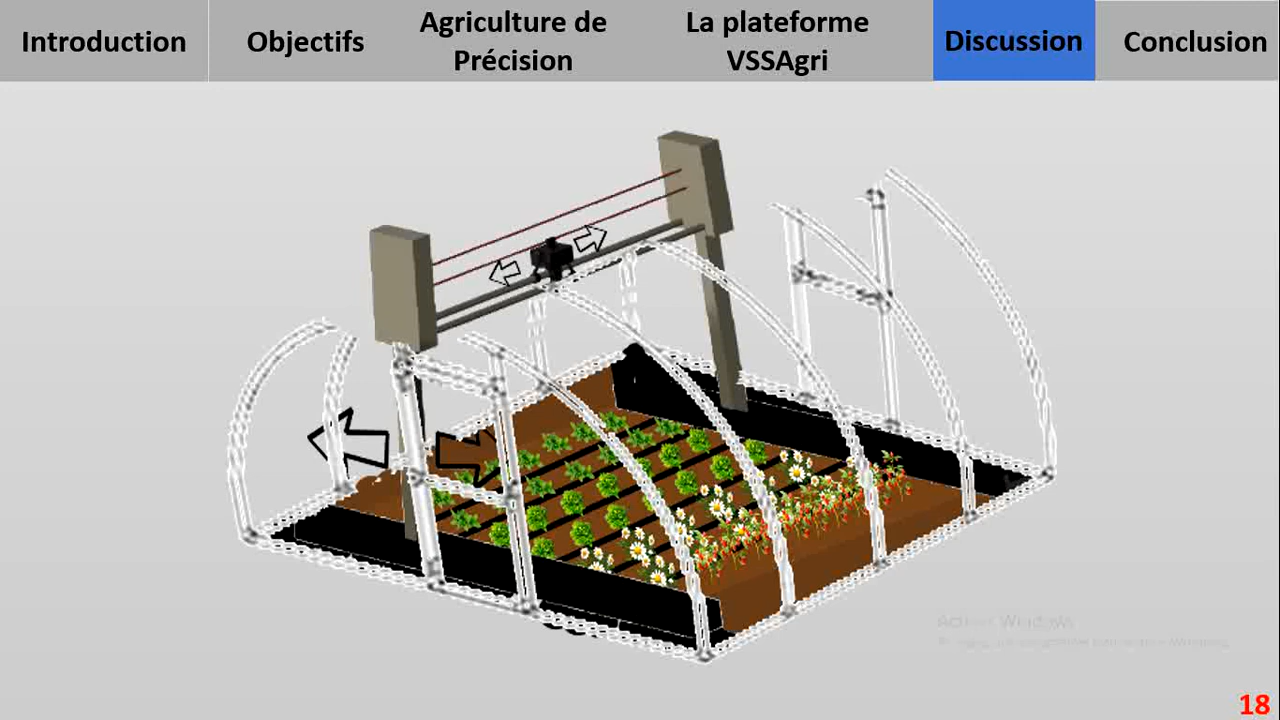 Introduction
Objectifs
Agriculture de
Précision
La plateforme
VSSAgri
Discussion
Conclusion
18